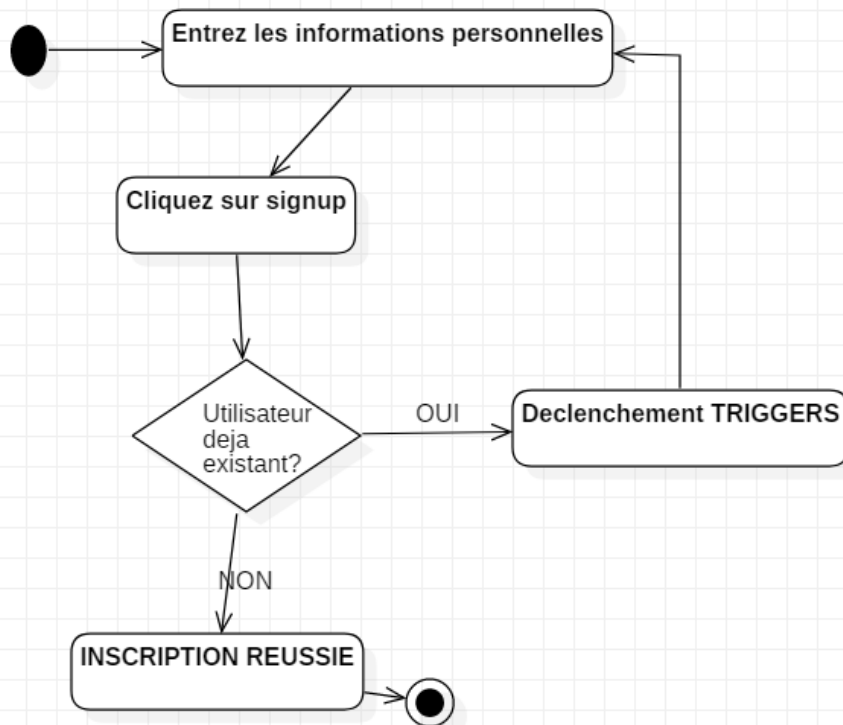 Entrez les informations personnelles
Cliquez sur signup
Utilisateur
deja
existant?
OUI
Declenchement TRIGGERS
NON
INSCRIPTION REUSSIE